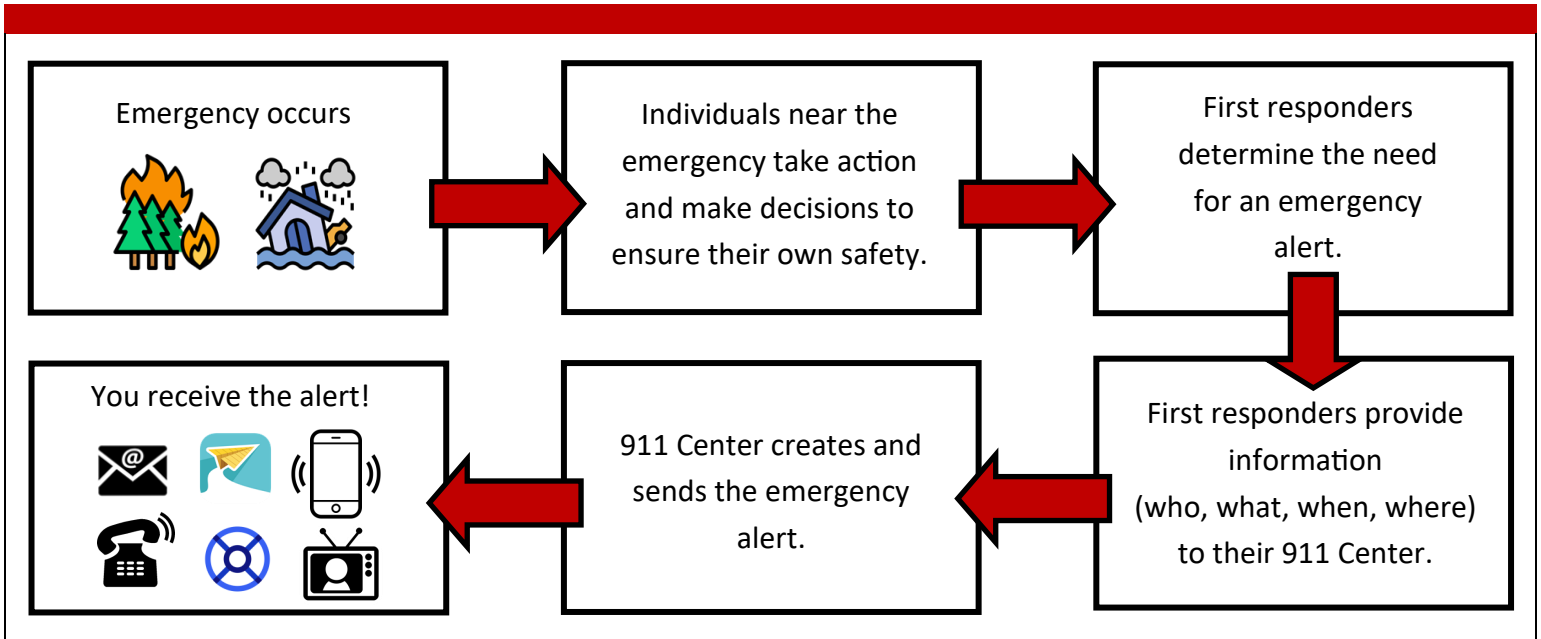 Emergency occurs
Individuals near the
emergency take action
and make decisions to
ensure their own safety.
First responders
determine the need
for an emergency
alert.
First responders provide
information
(who, what, when, where)
to their 911 Center.
911 Center creates and
sends the emergency
alert.
You receive the alert!
@